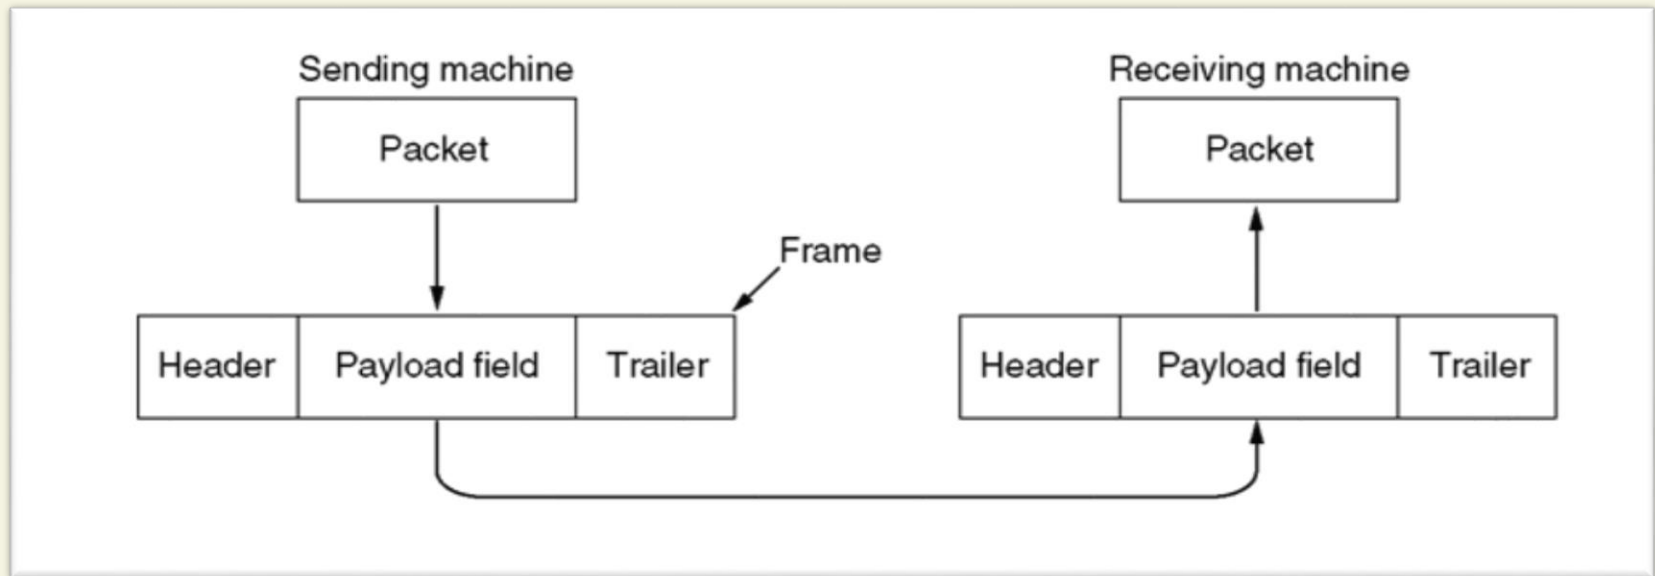 Sending machine
Receiving machine
Packet
Packet
Frame
Header Payload field Trailer
Header Payload field Trailer